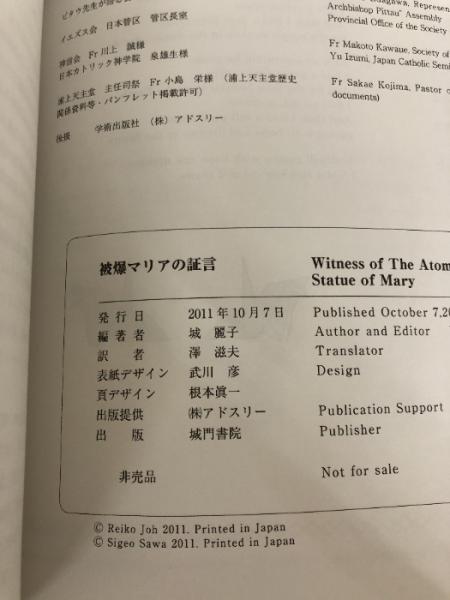 Archbishop Pittau" Assembly
イエズス会　日本管区　管区長室
Provincial Office of the Society
神言会　Fr 川上　誠様
日本カトリック神学院　泉雄生様
Fr Makoto Kawaue, Society of
Yu Izumi, Japan Catholic Semi
浦上天主堂　主任司祭　Fr 小島　栄様（浦上天主堂歴史
関係資料等・パンフレット掲載許可）
Fr Sakae Kojima, Pastor o
documents)
後援　学術出版社　（株）アドスリー
被爆マリアの証言
Witness of The Atom
Statue of Mary
発 行 日　2011年10月7日　Published October 7,20
編 著 者　城　麗子　Author and Editor
訳　　者　澤　滋夫　Translator
表紙デザイン　武川　彦　Design
頁デザイン　根本眞一
出版提供　㈱アドスリー　Publication Support
出　　版　城門書院　Publisher
非売品　Not for sale
© Reiko Joh 2011. Printed in Japan
© Sigeo Sawa 2011. Printed in Japan